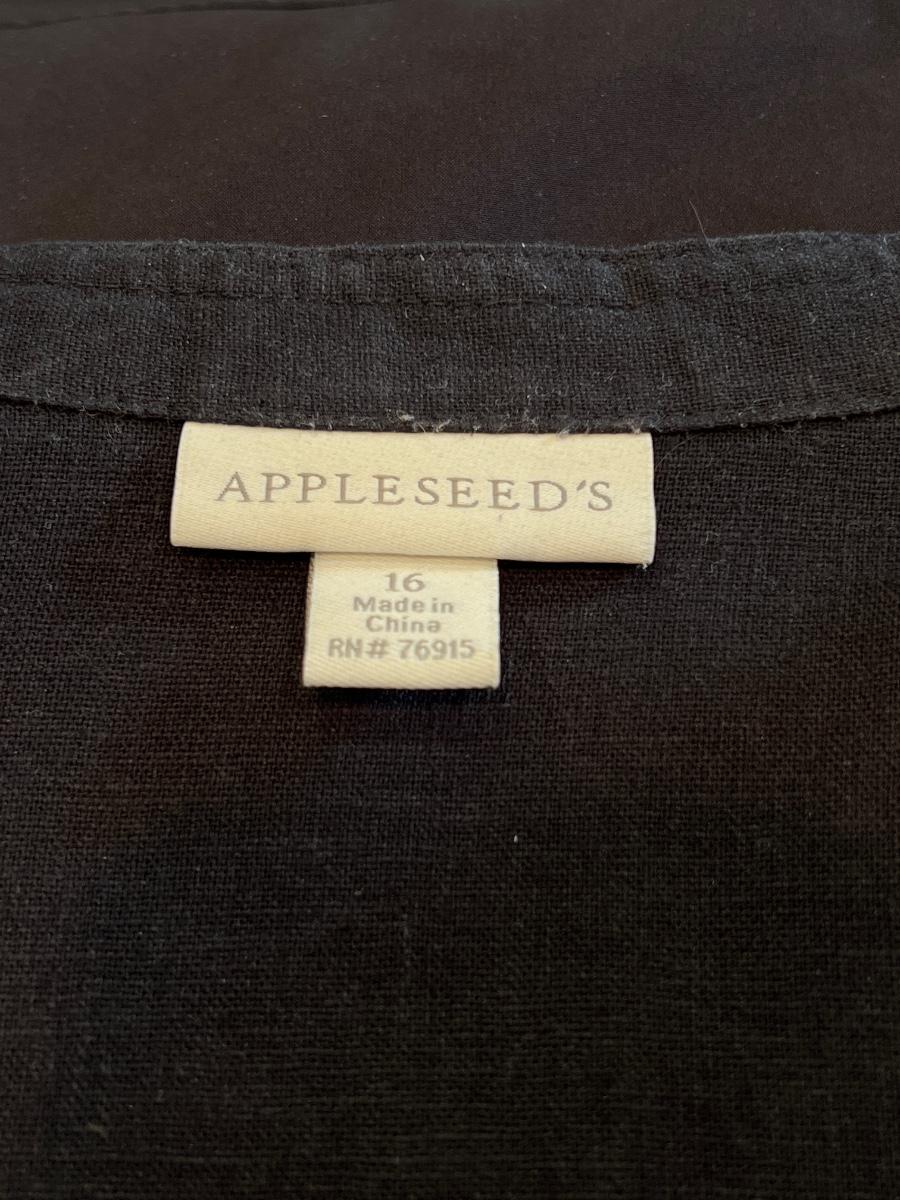 APPLESEED'S
16
Made in
China
RN# 76915